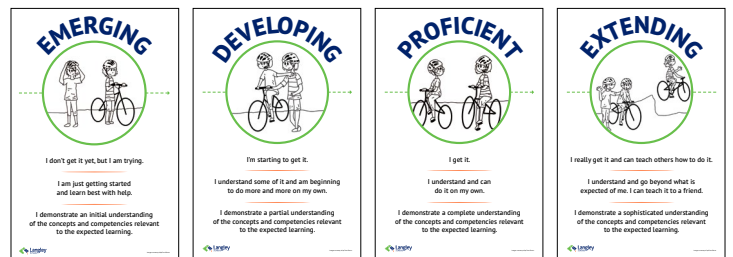 EMERGING
I don't get it yet, but I am trying.
I am just getting started
and learn best with help.
I demonstrate an initial understanding
of the concepts and competencies relevant
to the expected learning.
Langley
DEVELOPING
I'm starting to get it.
I understand some of it and am beginning
to do more and more on my own.
I demonstrate a partial understanding
of the concepts and competencies relevant
to the expected learning.
Langley
PROFICIENT
I get it.
I understand and can
do it on my own.
I demonstrate a complete understanding
of the concepts and competencies relevant
to the expected learning.
Langley
EXTENDING
I really get it and can teach others how to do it.
I understand and go beyond what is
expected of me. I can teach it to a friend.
I demonstrate a sophisticated understanding
of the concepts and competencies relevant
to the expected learning.
Langley